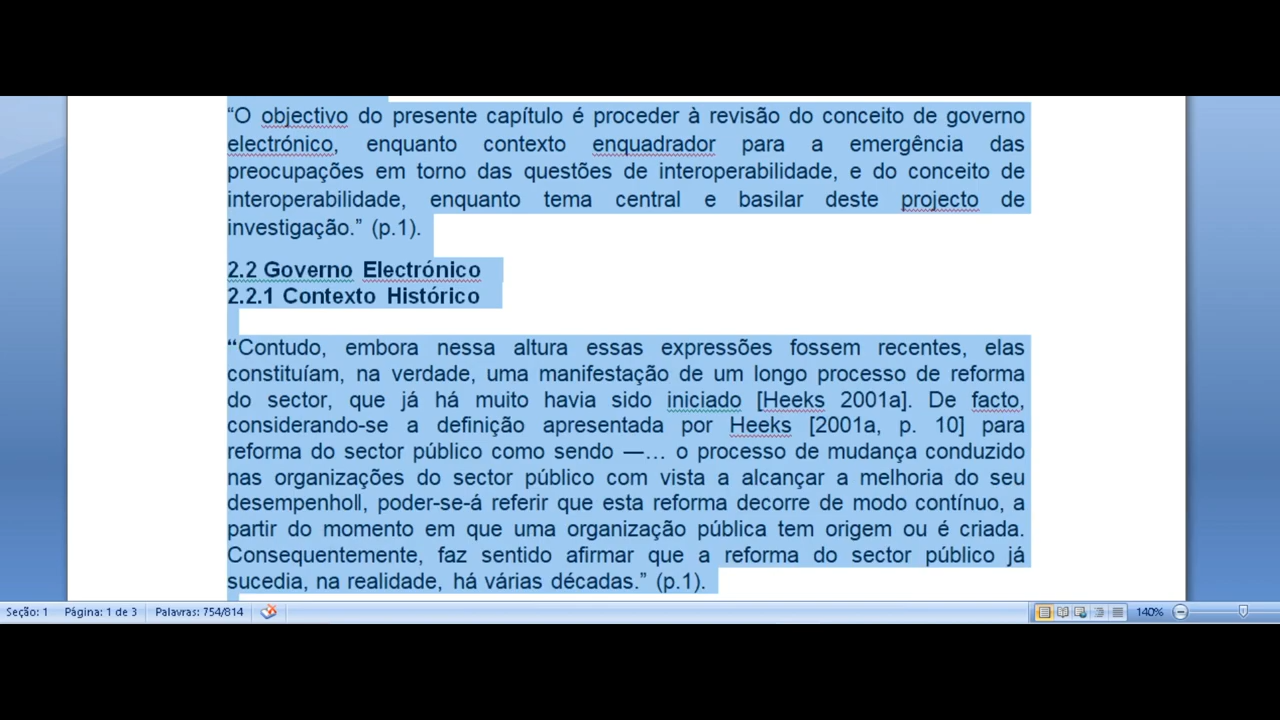 “O objectivo do presente capítulo é proceder à revisão do conceito de governo
electrónico, enquanto contexto enquadrador para a emergência das
preocupações em torno das questões de interoperabilidade, e do conceito de
interoperabilidade, enquanto tema central e basilar deste projecto de
investigação.” (p.1).
2.2 Governo Electrónico
2.2.1 Contexto Histórico
“Contudo, embora nessa altura essas expressões fossem recentes, elas
constituíam, na verdade, uma manifestação de um longo processo de reforma
do sector, que já há muito havia sido iniciado [Heeks 2001a]. De facto,
considerando-se a definição apresentada por Heeks [2001a, p. 10] para
reforma do sector público como sendo ―… o processo de mudança conduzido
nas organizações do sector público com vista a alcançar a melhoria do seu
desempenho‖, poder-se-á referir que esta reforma decorre de modo contínuo, a
partir do momento em que uma organização pública tem origem ou é criada.
Consequentemente, faz sentido afirmar que a reforma do sector público já
sucedia, na realidade, há várias décadas.” (p.1).
Seção: 1 Página: 1 de 3 Palavras: 754/814 140%